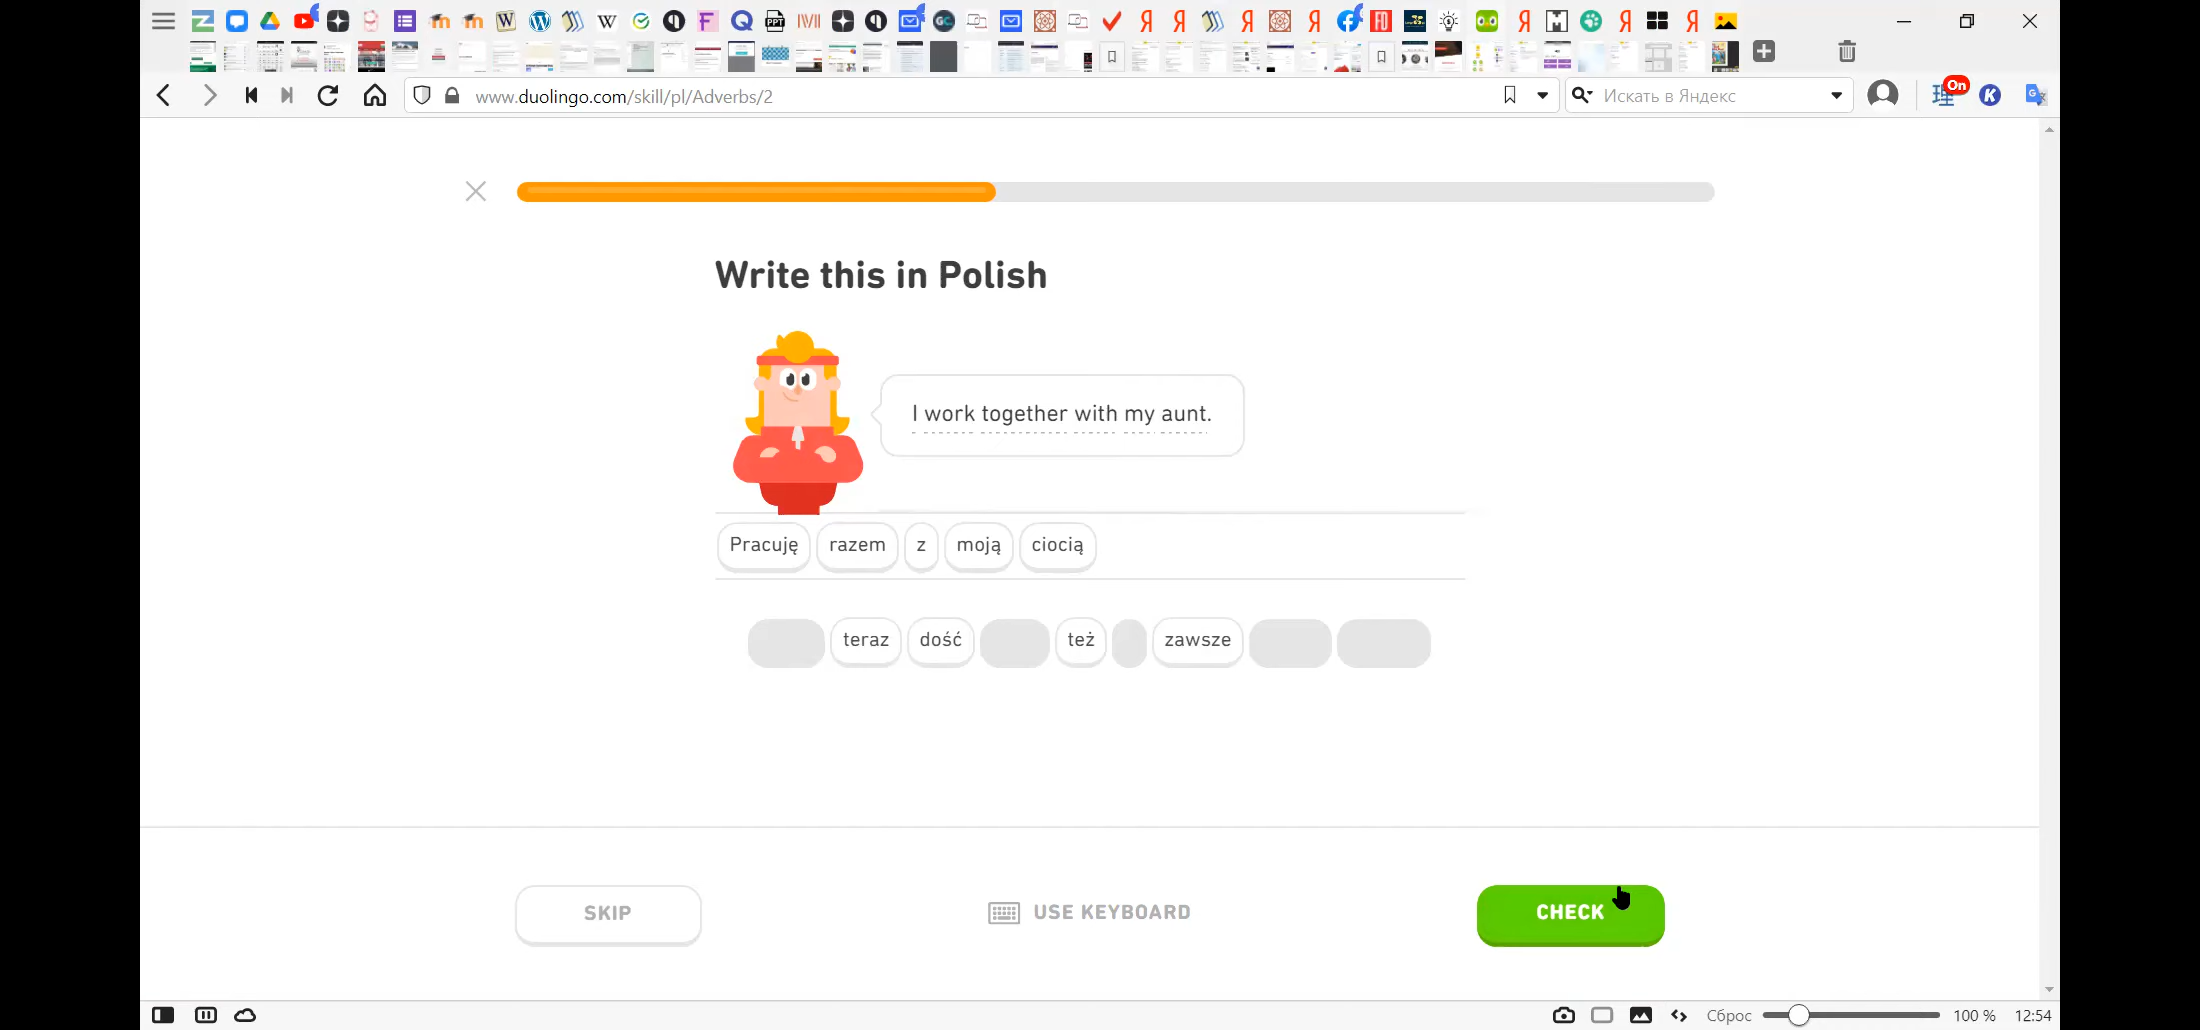 www.duolingo.com/skill/pl/Adverbs/2
Искать в Яндекс
On
Write this in Polish
I work together with my aunt.
Pracuję razem z moją ciocią
teraz dość też zawsze
SKIP
USE KEYBOARD
CHECK
Сброс
100 %
12:54